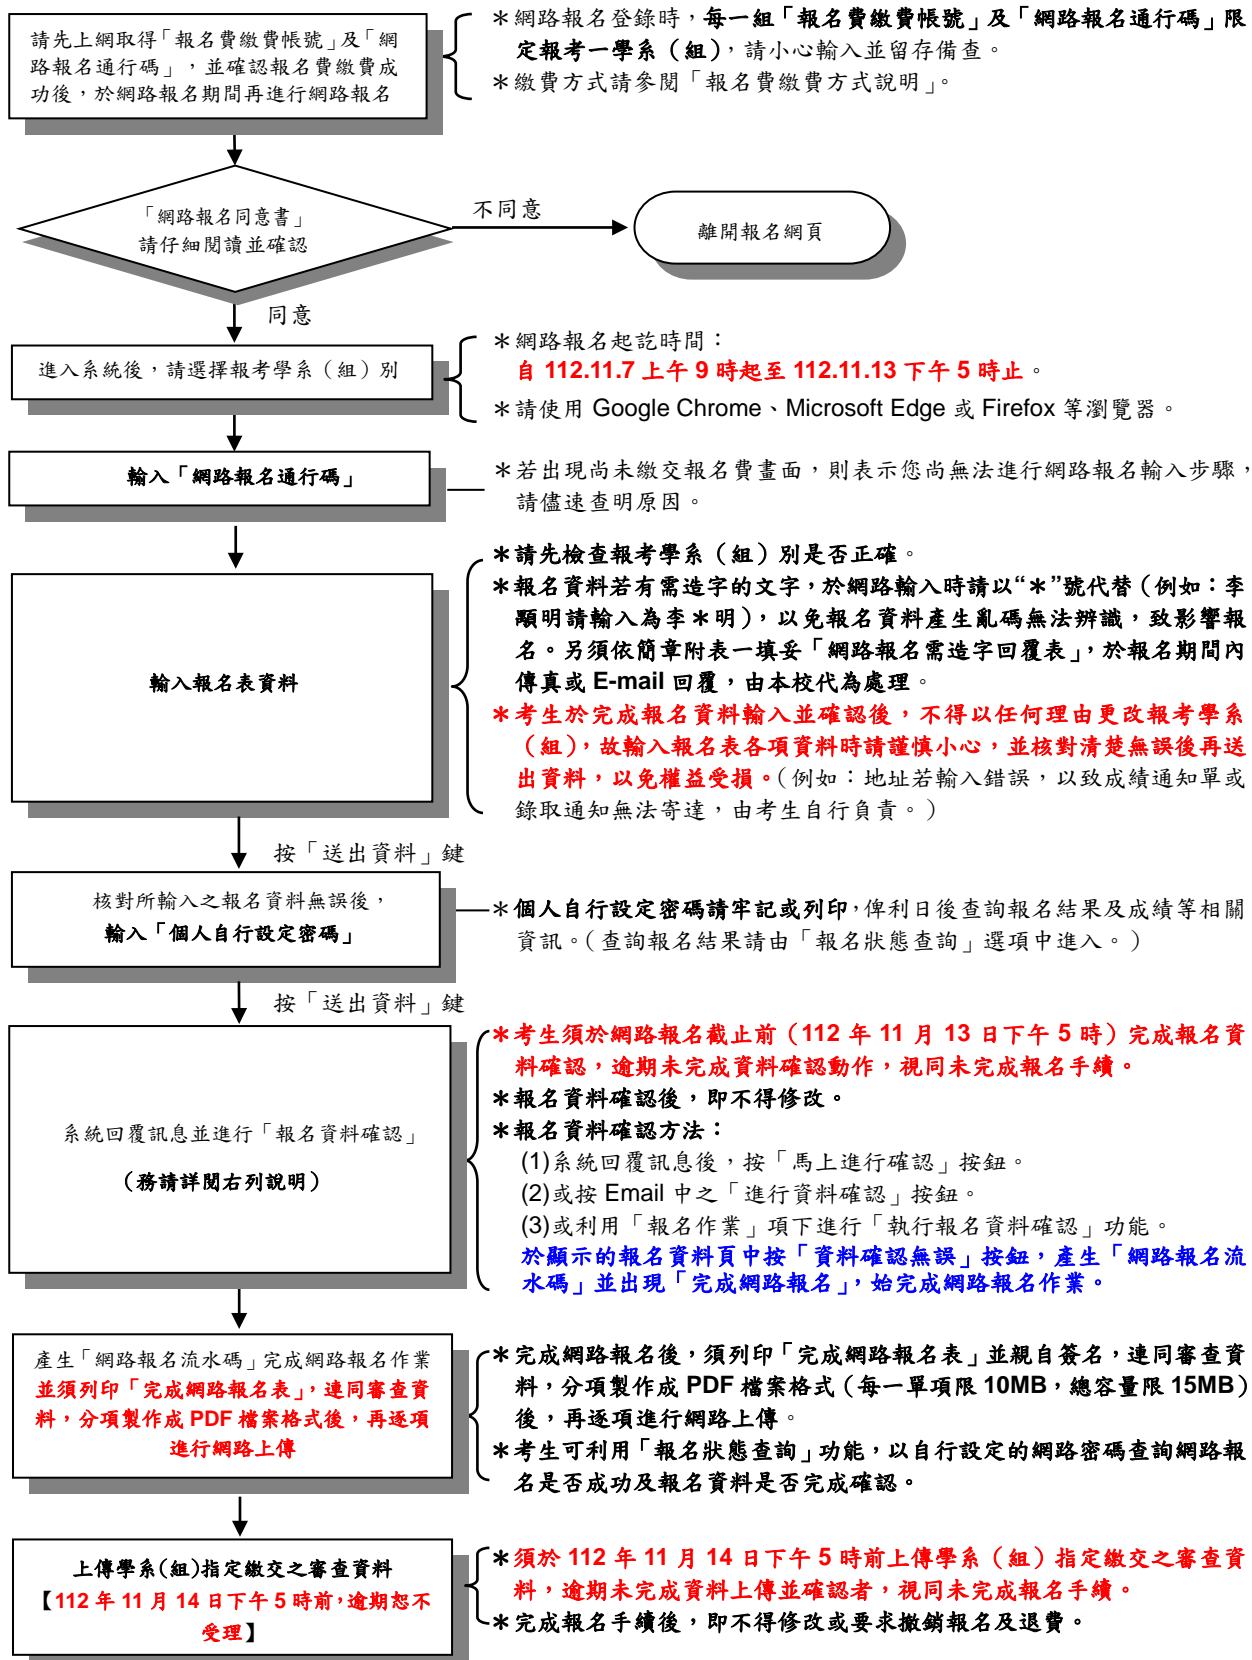 請先上網取得「報名費繳費帳號」及「網
路報名通行碼」，並確認報名費繳費成
功後，於網路報名期間再進行網路報名
＊網路報名登錄時，每一組「報名費繳費帳號」及「網路報名通行碼」限
定報考一學系（組），請小心輸入並留存備查。
＊繳費方式請參閱「報名費繳費方式說明」。
「網路報名同意書」
請仔細閱讀並確認
不同意
離開報名網頁
同意
進入系統後，請選擇報考學系（組）別
＊網路報名起訖時間：
自 112.11.7 上午 9 時起至 112.11.13 下午 5 時止。
＊請使用 Google Chrome、Microsoft Edge 或 Firefox 等瀏覽器。
輸入「網路報名通行碼」
＊若出現尚未繳交報名費畫面，則表示您尚無法進行網路報名輸入步驟，
請儘速查明原因。
輸入報名表資料
＊請先檢查報考學系（組）別是否正確。
＊報名資料若有需造字的文字，於網路輸入時請以“＊”號代替（例如：李
顯明請輸入為李＊明），以免報名資料產生亂碼無法辨識，致影響報
名。另須依簡章附表一填妥「網路報名需造字回覆表」，於報名期間內
傳真或 E-mail 回覆，由本校代為處理。
＊考生於完成報名資料輸入並確認後，不得以任何理由更改報考學系
（組），故輸入報名表各項資料時請謹慎小心，並核對清楚無誤後再送
出資料，以免權益受損。（例如：地址若輸入錯誤，以致成績通知單或
錄取通知無法寄達，由考生自行負責。）
按「送出資料」鍵
核對所輸入之報名資料無誤後，
輸入「個人自行設定密碼」
＊個人自行設定密碼請牢記或列印，俾利日後查詢報名結果及成績等相關
資訊。（查詢報名結果請由「報名狀態查詢」選項中進入。）
按「送出資料」鍵
系統回覆訊息並進行「報名資料確認」
（務請詳閱右列說明）
＊考生須於網路報名截止前（112 年 11 月 13 日下午 5 時）完成報名資
料確認，逾期未完成資料確認動作，視同未完成報名手續。
＊報名資料確認後，即不得修改。
＊報名資料確認方法：
(1)系統回覆訊息後，按「馬上進行確認」按鈕。
(2)或按 Email 中之「進行資料確認」按鈕。
(3)或利用「報名作業」項下進行「執行報名資料確認」功能。
於顯示的報名資料頁中按「資料確認無誤」按鈕，產生「網路報名流
水碼」並出現「完成網路報名」，始完成網路報名作業。
產生「網路報名流水碼」完成網路報名作業
並須列印「完成網路報名表」，連同審查資
料，分項製作成 PDF 檔案格式後，再逐項
進行網路上傳
＊完成網路報名後，須列印「完成網路報名表」並親自簽名，連同審查資
料，分項製作成 PDF 檔案格式（每一單項限 10MB，總容量限 15MB）
後，再逐項進行網路上傳。
＊考生可利用「報名狀態查詢」功能，以自行設定的網路密碼查詢網路報
名是否成功及報名資料是否完成確認。
上傳學系(組)指定繳交之審查資料
【112 年 11 月 14 日下午 5 時前，逾期恕不
受理】
＊須於 112 年 11 月 14 日下午 5 時前上傳學系（組）指定繳交之審查資
料，逾期未完成資料上傳並確認者，視同未完成報名手續。
＊完成報名手續後，即不得修改或要求撤銷報名及退費。